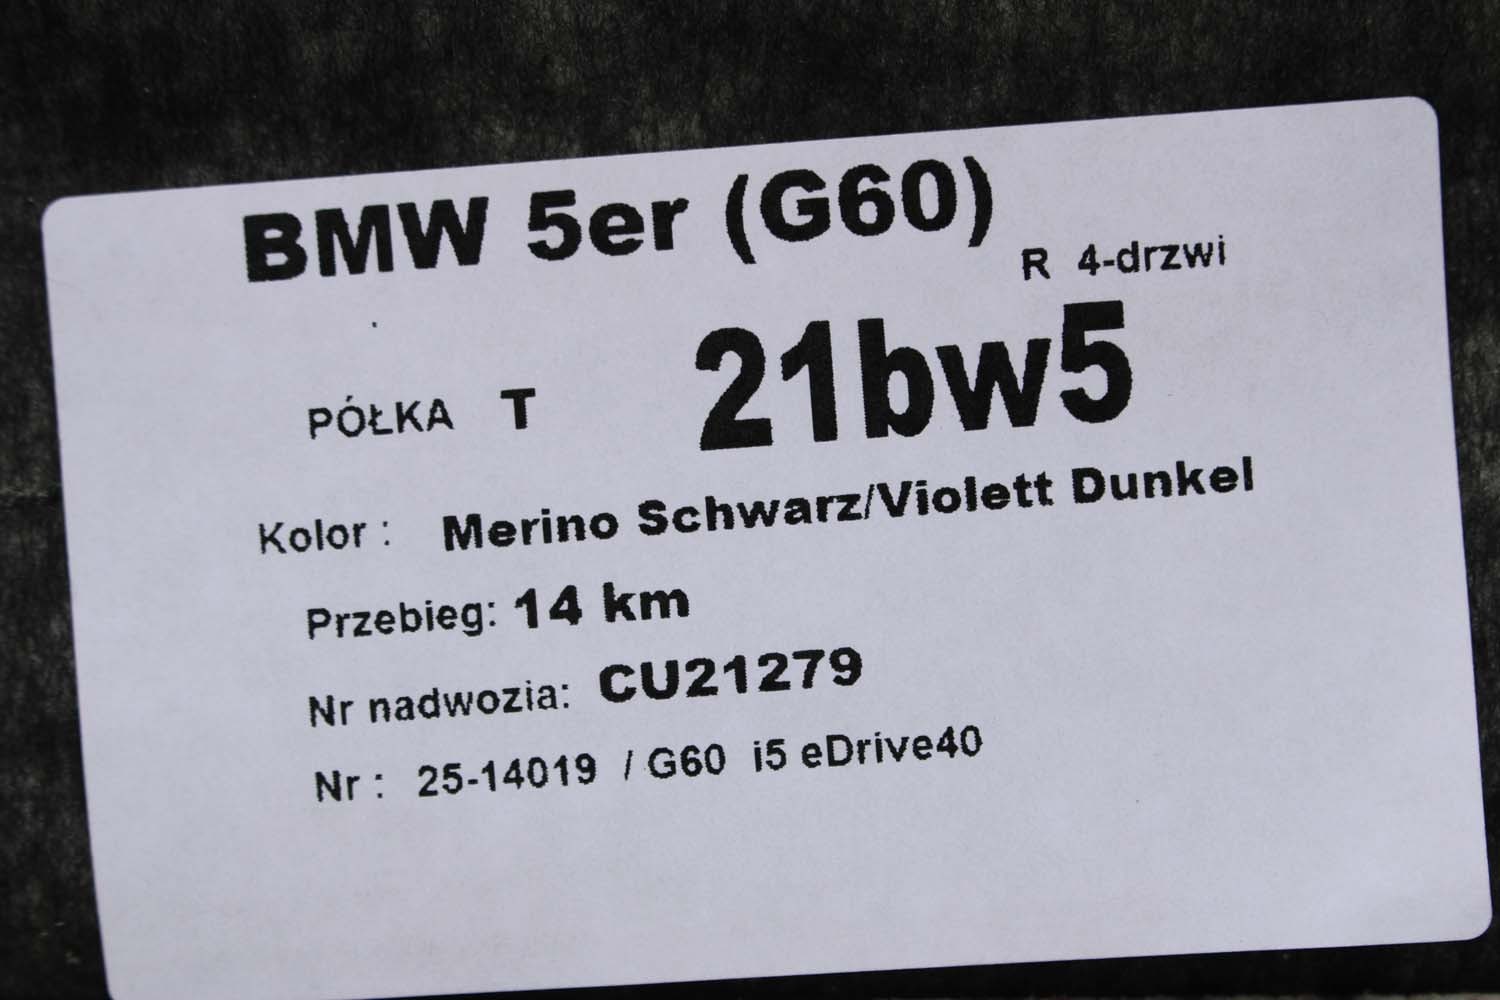 BMW 5er (G60)
R 4-drzwi
PÓŁKA T 21bw5
Kolor : Merino Schwarz/Violett Dunkel
Przebieg: 14 km
Nr nadwozia: CU21279
Nr : 25-14019 / G60 i5 eDrive40